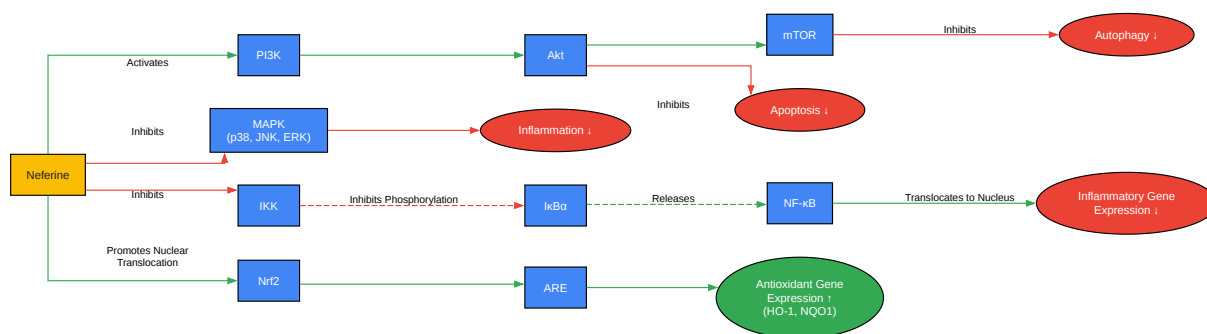 PI3K
Akt
mTOR
Inhibits
Autophagy ↓
Activates
Inhibits
Apoptosis ↓
Inhibits
MAPK
(p38, JNK, ERK)
Inflammation ↓
Neferine
Inhibits
IKK
Inhibits Phosphorylation
IκBα
Releases
NF-κB
Translocates to Nucleus
Inflammatory Gene
Expression ↓
Promotes Nuclear
Translocation
Nrf2
ARE
Antioxidant Gene
Expression ↑
(HO-1, NQO1)